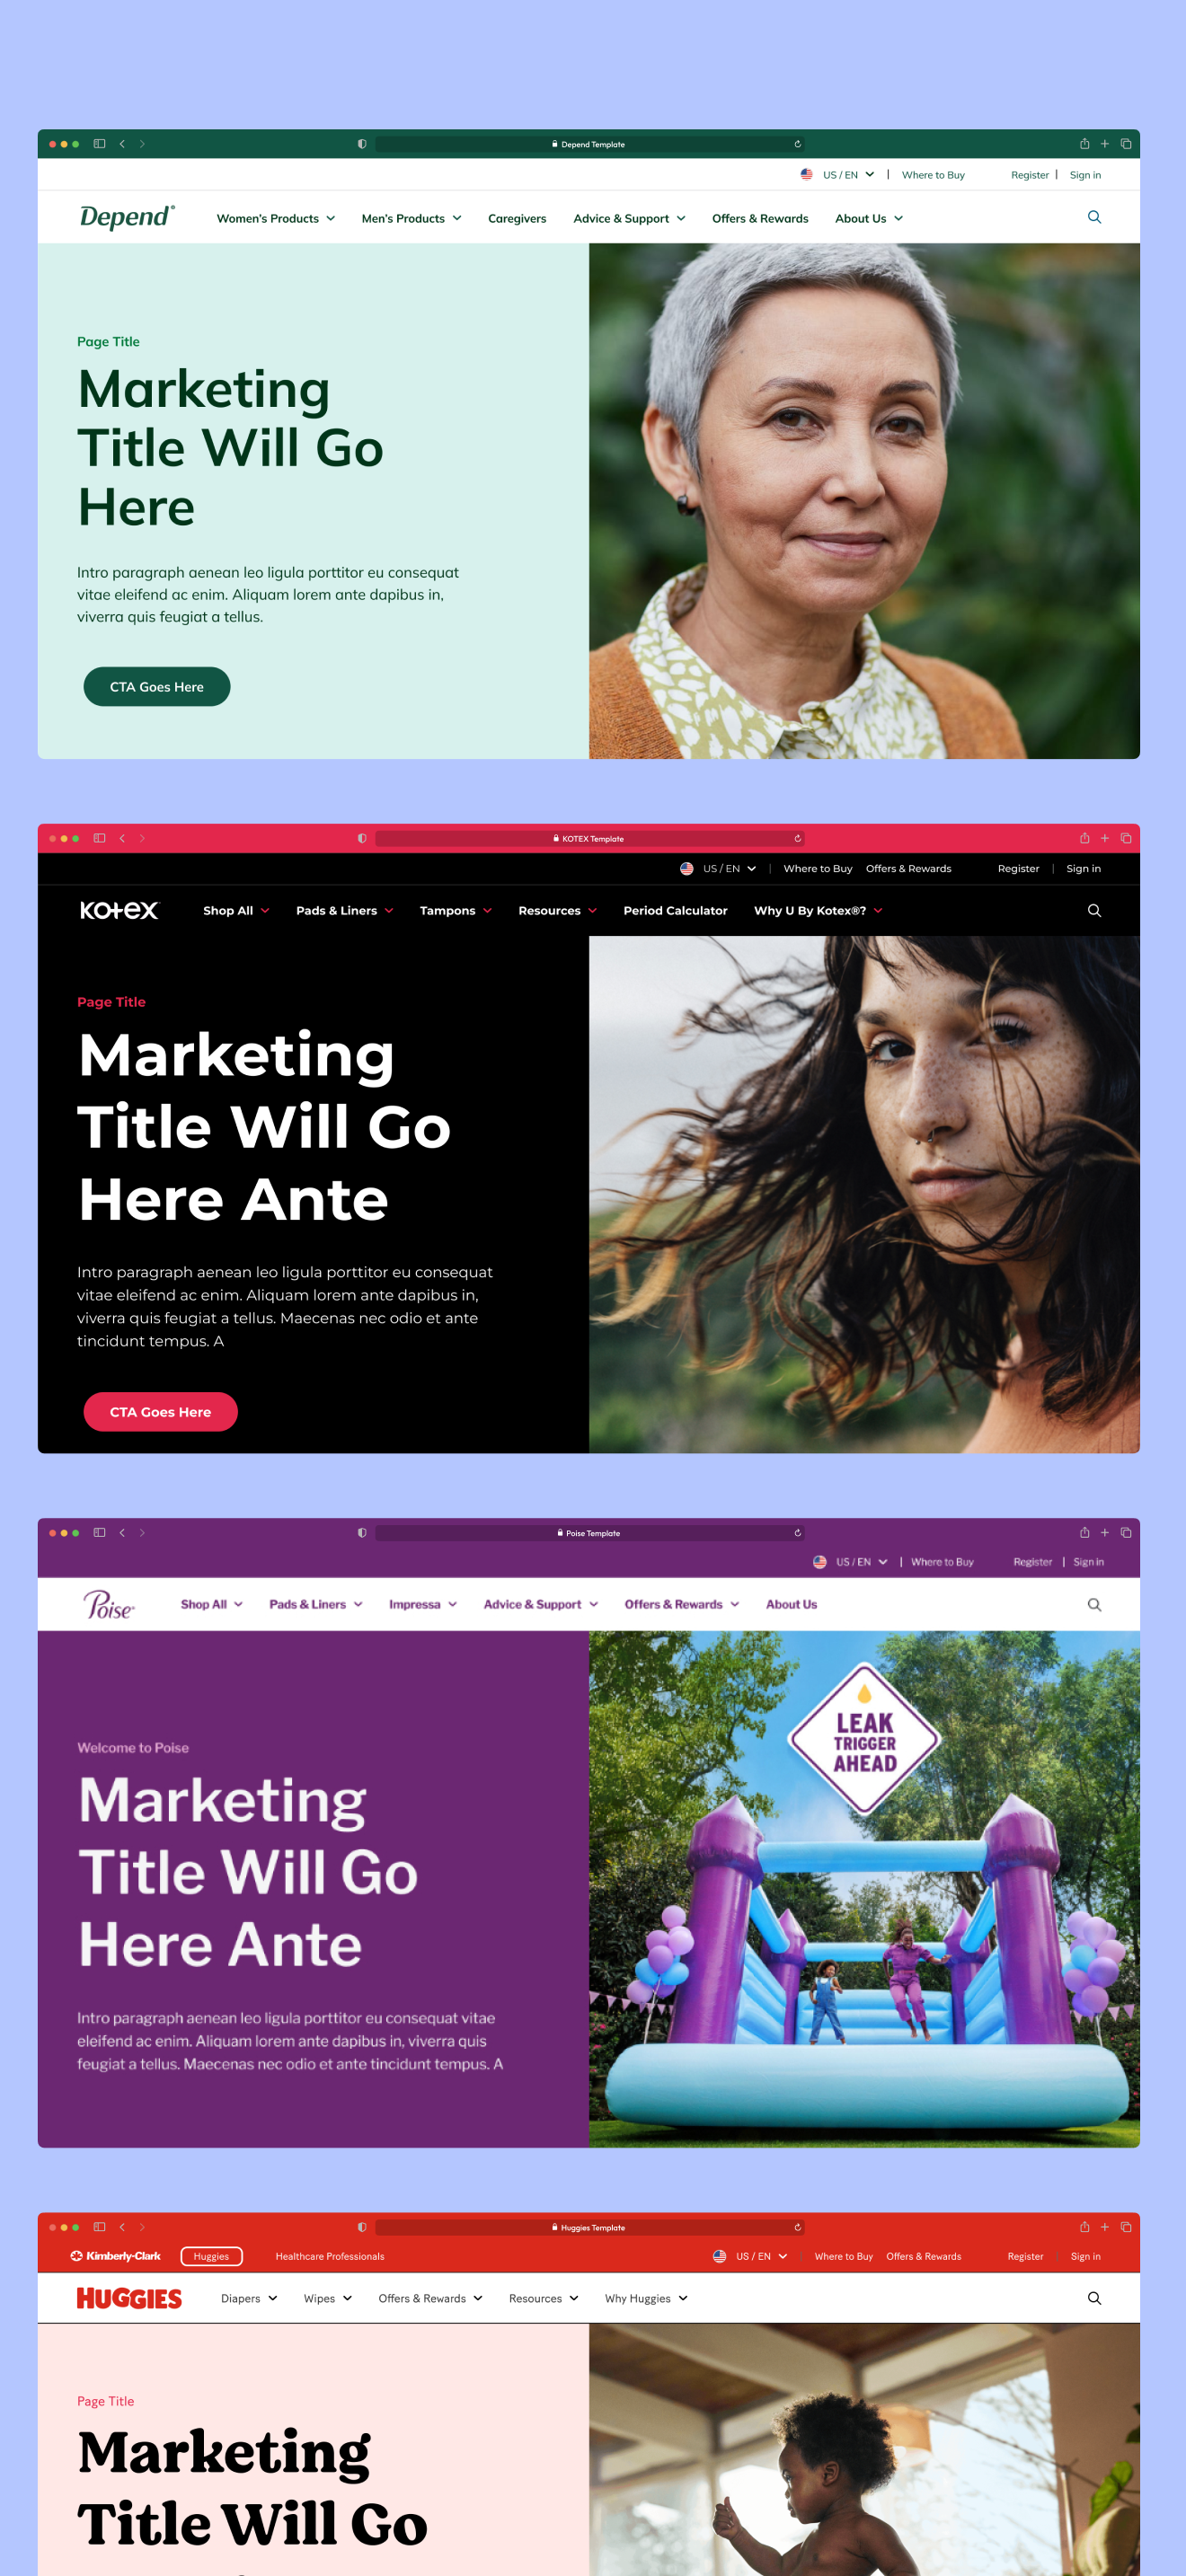 Depend Template
US / EN | Where to Buy Register | Sign in
Depend® Women's Products Men's Products Caregivers Advice & Support Offers & Rewards About Us
Page Title
Marketing
Title Will Go
Here
Intro paragraph aenean leo ligula porttitor eu consequat
vitae eleifend ac enim. Aliquam lorem ante dapibus in,
viverra quis feugiat a tellus.
CTA Goes Here
KOTEX Template
US / EN | Where to Buy Offers & Rewards Register | Sign in
Kotex Shop All Pads & Liners Tampons Resources Period Calculator Why U By Kotex®?
Page Title
Marketing
Title Will Go
Here Ante
Intro paragraph aenean leo ligula porttitor eu consequat
vitae eleifend ac enim. Aliquam lorem ante dapibus in,
viverra quis feugiat a tellus. Maecenas nec odio et ante
tincidunt tempus. A
CTA Goes Here
Poise Template
US / EN | Where to Buy Register | Sign in
Poise Shop All Pads & Liners Impressa Advice & Support Offers & Rewards About Us
Welcome to Poise
Marketing
Title Will Go
Here Ante
Intro paragraph aenean leo ligula porttitor eu consequat vitae
eleifend ac enim. Aliquam lorem ante dapibus in, viverra quis
feugiat a tellus. Maecenas nec odio et ante tincidunt tempus. A
LEAK
TRIGGER
AHEAD
Huggies Template
Kimberly-Clark Huggies Healthcare Professionals US / EN Where to Buy Offers & Rewards Register Sign in
HUGGIES Diapers Wipes Offers & Rewards Resources Why Huggies
Page Title
Marketing
Title Will Go